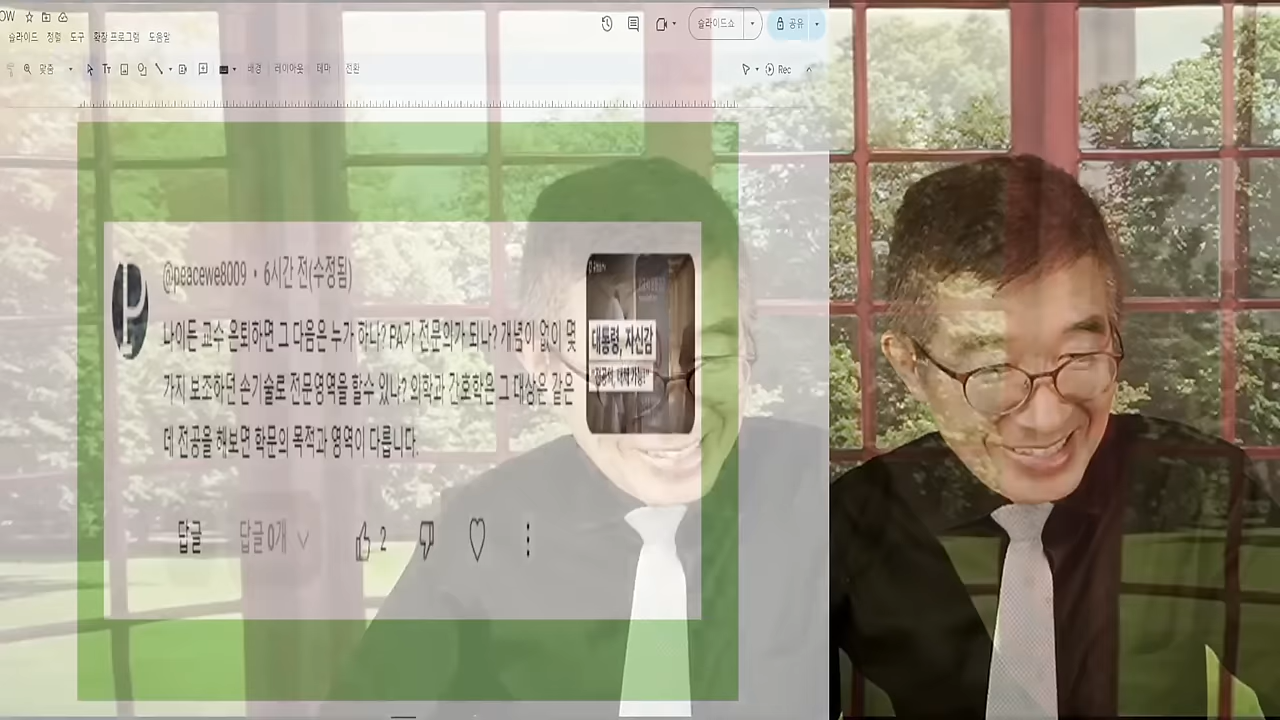 OW
슬라이드쇼
공유
슬라이드 정렬 도구 확장 프로그램 도움말
맞춤
배경 레이아웃 테마 전환
Rec
@peacewe8009 • 6시간 전(수정됨)
나이든 교수 은퇴하면 그 다음은 누가 하나? PA가 전문의가 되나? 개념이 없이 몇
가지 보조하던 손기술로 전문영역을 할수 있나? 의학과 간호학은 그 대상은 같은
데 전공을 해보면 학문의 목적과 영역이 다릅니다.
대통령, 자신감
답글
답글 0개
2